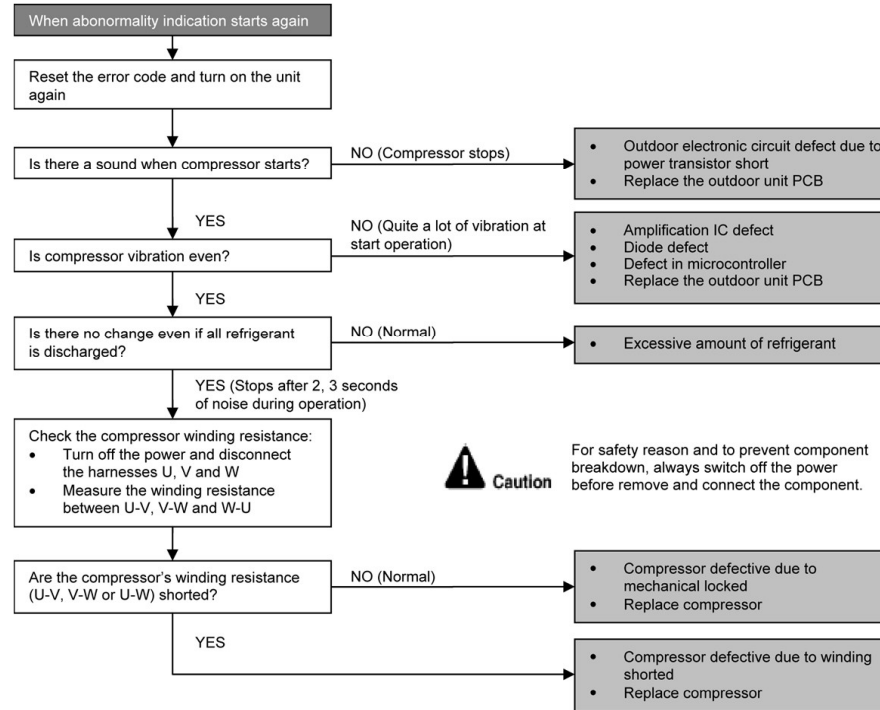 When abonormality indication starts again
Reset the error code and turn on the unit
again
Is there a sound when compressor starts?
NO (Compressor stops)
• Outdoor electronic circuit defect due to
power transistor short
• Replace the outdoor unit PCB
YES
NO (Quite a lot of vibration at
start operation)
Is compressor vibration even?
• Amplification IC defect
• Diode defect
• Defect in microcontroller
• Replace the outdoor unit PCB
YES
Is there no change even if all refrigerant
is discharged?
NO (Normal)
• Excessive amount of refrigerant
YES (Stops after 2, 3 seconds
of noise during operation)
Check the compressor winding resistance:
• Turn off the power and disconnect
the harnesses U, V and W
• Measure the winding resistance
between U-V, V-W and W-U
Caution
For safety reason and to prevent component
breakdown, always switch off the power
before remove and connect the component.
Are the compressor's winding resistance
(U-V, V-W or U-W) shorted?
NO (Normal)
• Compressor defective due to
mechanical locked
• Replace compressor
YES
• Compressor defective due to winding
shorted
• Replace compressor